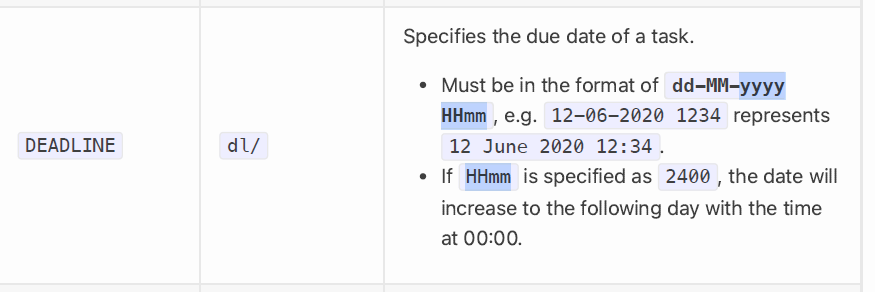 Specifies the due date of a task.
• Must be in the format of dd-MM-yyyy
HHmm, e.g. 12-06-2020 1234 represents
DEADLINE dl/ 12 June 2020 12:34.
• If HHmm is specified as 2400, the date will
increase to the following day with the time
at 00:00.